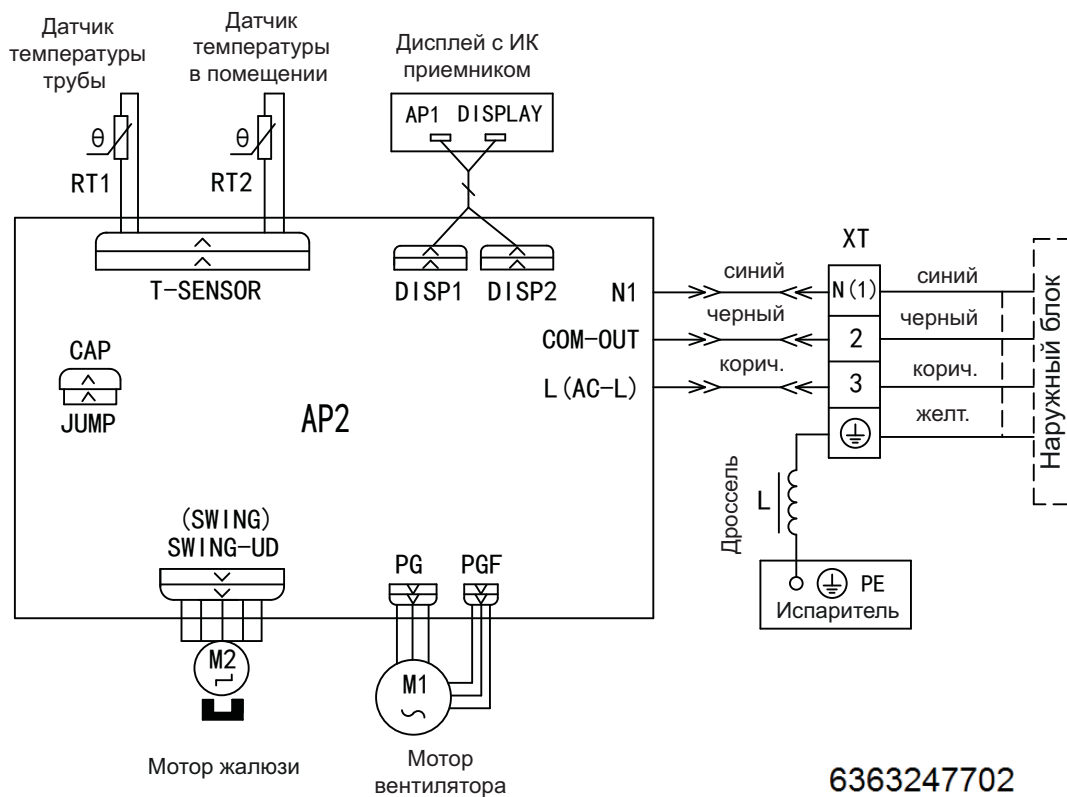 Датчик
температуры
трубы
Датчик
температуры
в помещении
Дисплей с ИК
приемником
AP1 DISPLAY
θ
RT1
θ
RT2
T-SENSOR
DISP1
DISP2
N1
COM-OUT
L(AC-L)
синий
черный
корич.
XT
N(1)
2
3
синий
черный
корич.
желт.
Наружный блок
CAP
JUMP
AP2
(SWING)
SWING-UD
PG
PGF
M2
M1
Дроссель
L
PE
Испаритель
Мотор жалюзи
Мотор
вентилятора
6363247702